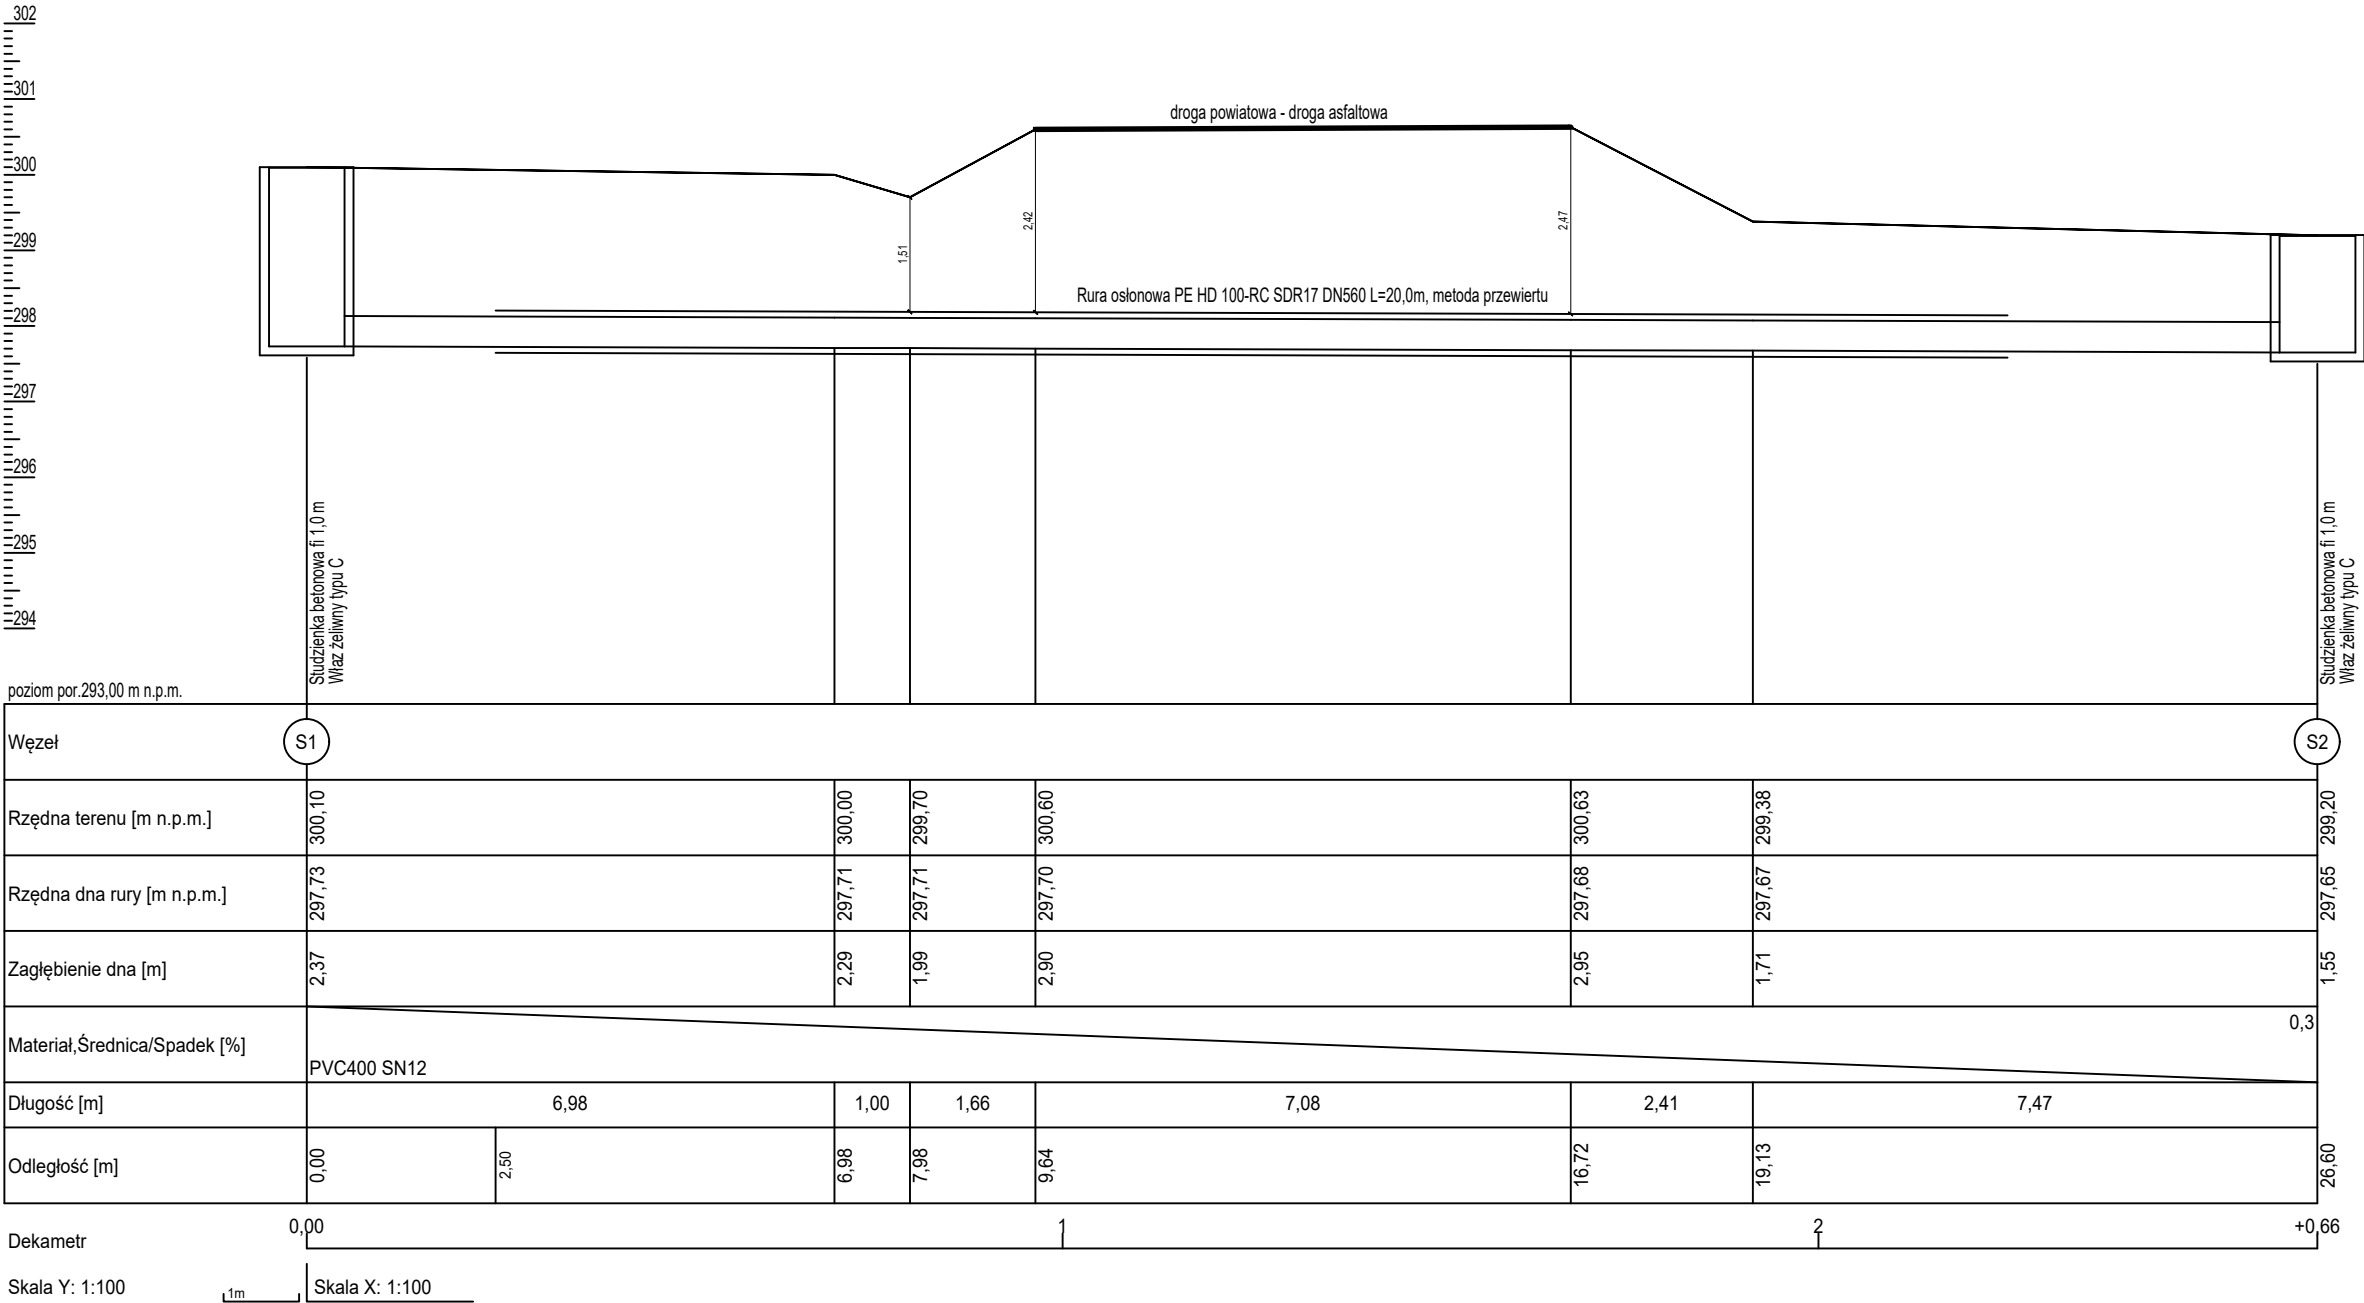 302
301
300
299
298
297
296
295
294
droga powiatowa - droga asfaltowa
1,51
2,42
2,47
Rura osłonowa PE HD 100-RC SDR17 DN560 L=20,0m, metoda przewiertu
Studzienka betonowa fi 1,0 m
Właz żeliwny typu C
Studzienka betonowa fi 1,0 m
Właz żeliwny typu C
poziom por.293,00 m n.p.m.
Węzeł S1 S2
Rzędna terenu [m n.p.m.] 300,10 300,00 299,70 300,60 300,63 299,38 299,20
Rzędna dna rury [m n.p.m.] 297,73 297,71 297,71 297,70 297,68 297,67 297,65
Zagłębienie dna [m] 2,37 2,29 1,99 2,90 2,95 1,71 1,55
Materiał,Średnica/Spadek [%] PVC400 SN12 0,3
Długość [m] 6,98 1,00 1,66 7,08 2,41 7,47
Odległość [m] 0,00 2,50 6,98 7,98 9,64 16,72 19,13 26,60
Dekametr 0,00 1 2 +0,66
Skala Y: 1:100 1m Skala X: 1:100